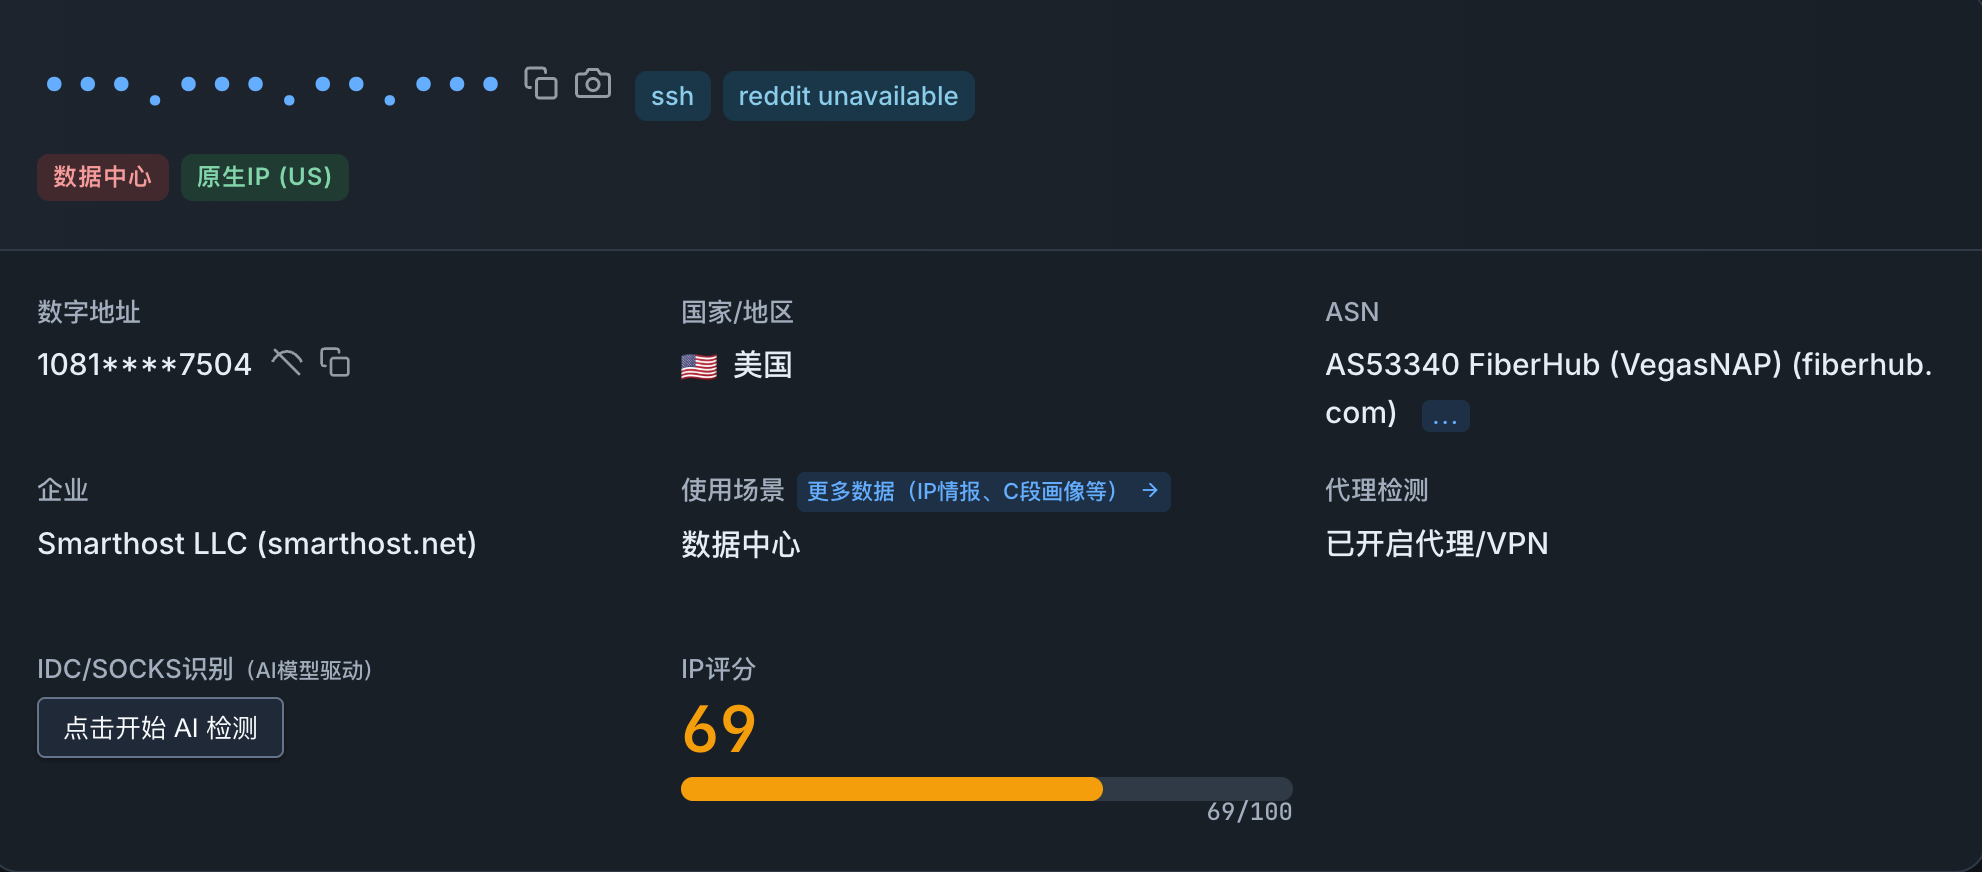 •••.•••.••.•••
ssh
reddit unavailable
数据中心
原生IP (US)
数字地址
1081****7504
国家/地区
美国
ASN
AS53340 FiberHub (VegasNAP) (fiberhub.
com) ...
企业
Smarthost LLC (smarthost.net)
使用场景 更多数据（IP情报、C段画像等） →
数据中心
代理检测
已开启代理/VPN
IDC/SOCKS识别（AI模型驱动）
点击开始 AI 检测
IP评分
69
69/100